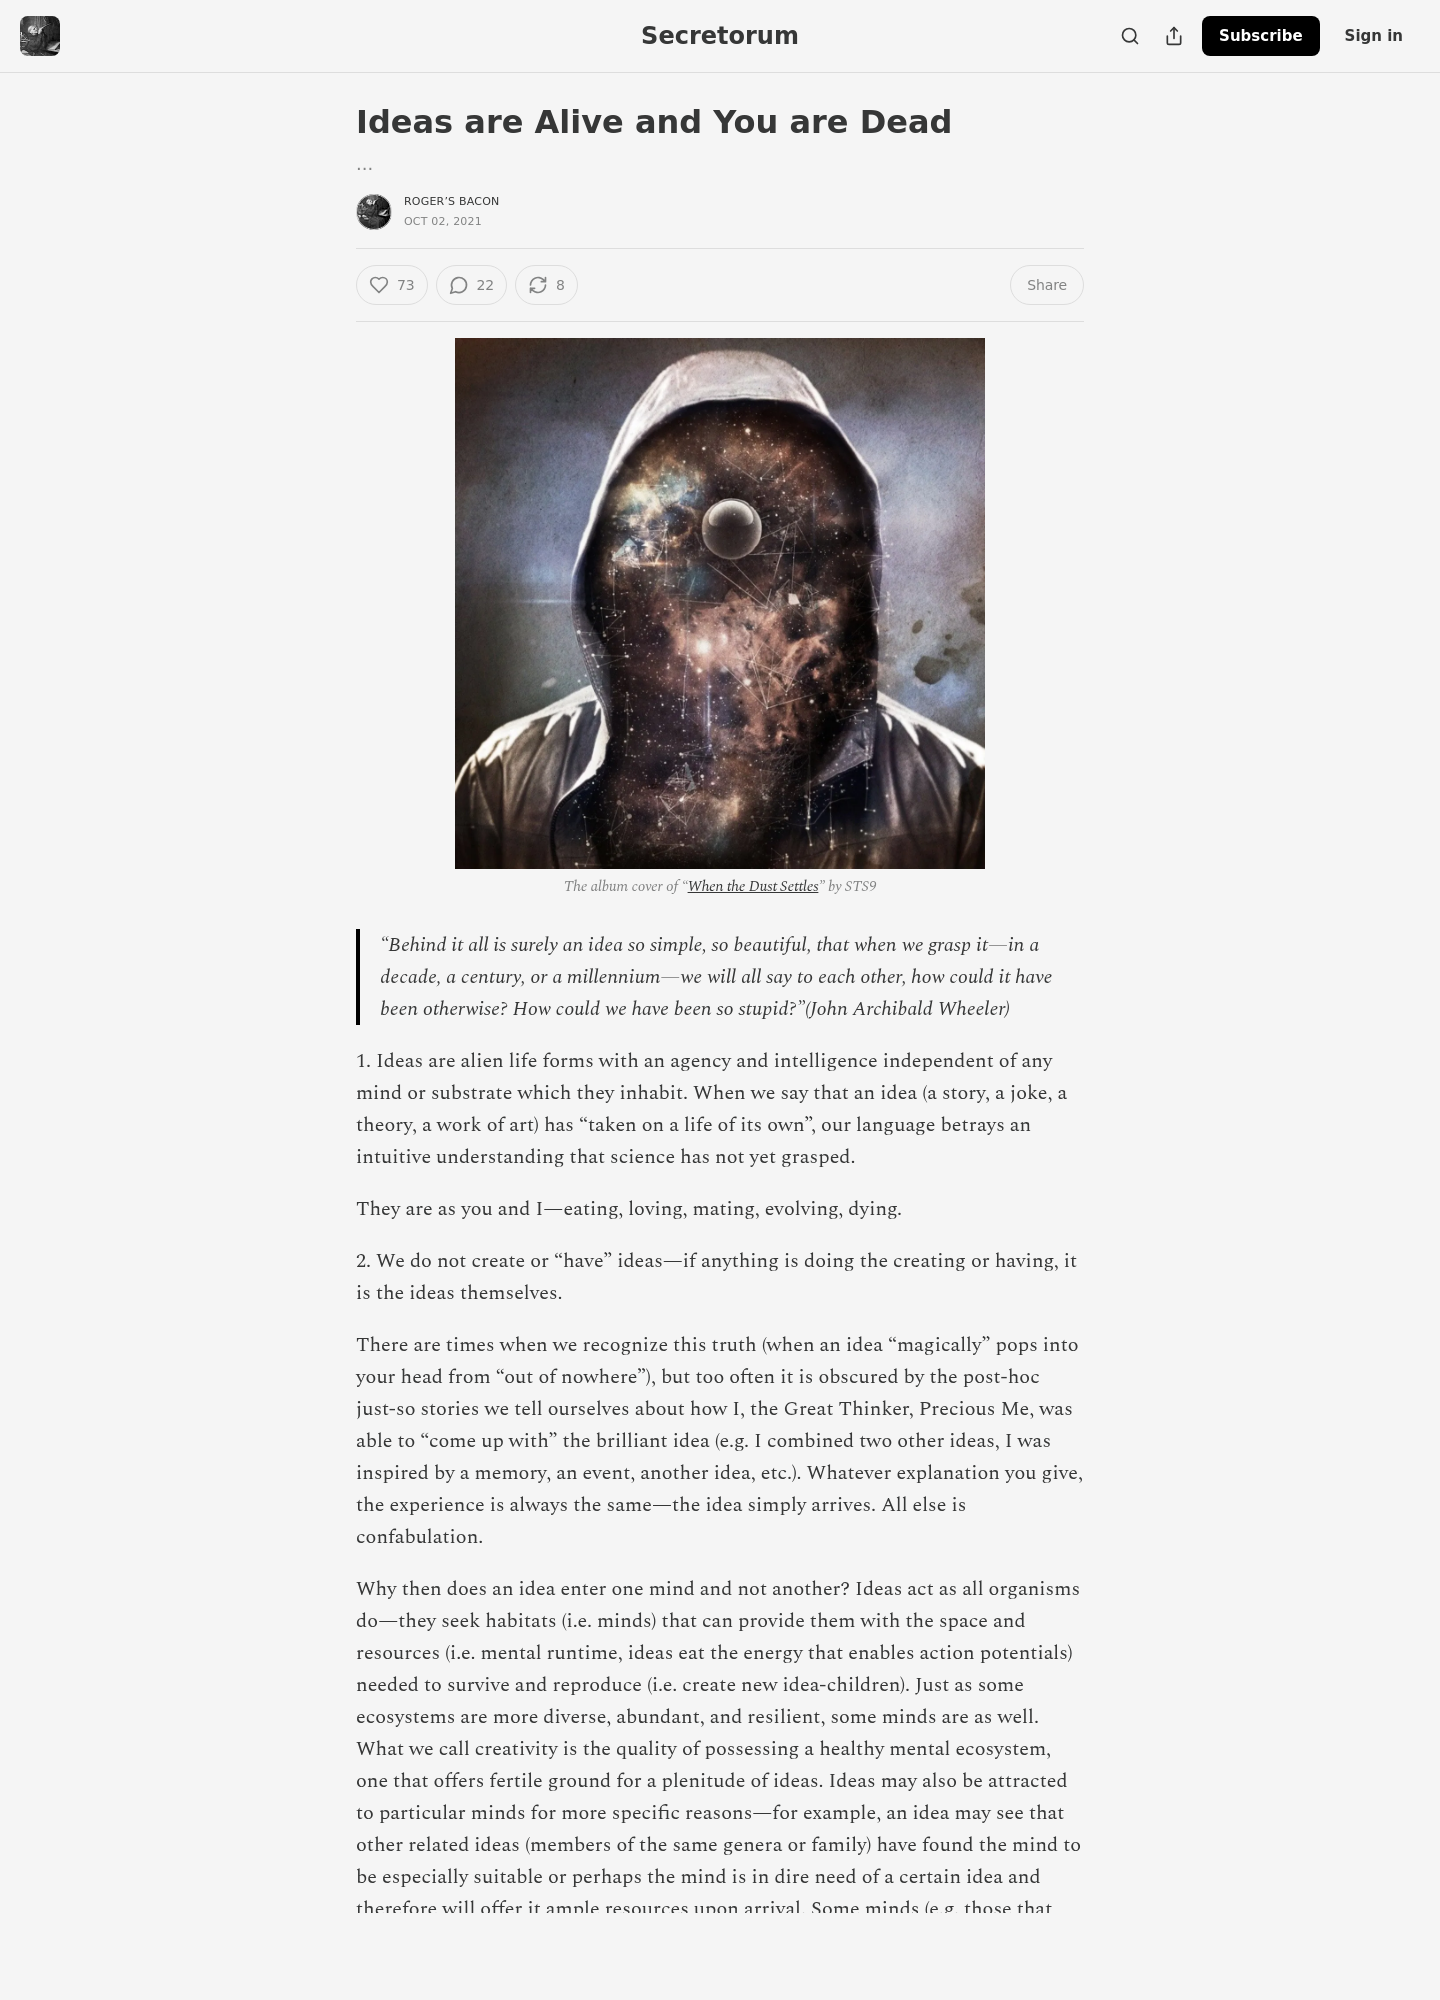 Secretorum
Subscribe
Sign in
Ideas are Alive and You are Dead
...
ROGER’S BACON
OCT 02, 2021
73
22
8
Share
The album cover of “When the Dust Settles” by STS9
“Behind it all is surely an idea so simple, so beautiful, that when we grasp it—in a
decade, a century, or a millennium—we will all say to each other, how could it have
been otherwise? How could we have been so stupid?”(John Archibald Wheeler)
1. Ideas are alien life forms with an agency and intelligence independent of any
mind or substrate which they inhabit. When we say that an idea (a story, a joke, a
theory, a work of art) has “taken on a life of its own”, our language betrays an
intuitive understanding that science has not yet grasped.
They are as you and I—eating, loving, mating, evolving, dying.
2. We do not create or “have” ideas—if anything is doing the creating or having, it
is the ideas themselves.
There are times when we recognize this truth (when an idea “magically” pops into
your head from “out of nowhere”), but too often it is obscured by the post-hoc
just-so stories we tell ourselves about how I, the Great Thinker, Precious Me, was
able to “come up with” the brilliant idea (e.g. I combined two other ideas, I was
inspired by a memory, an event, another idea, etc.). Whatever explanation you give,
the experience is always the same—the idea simply arrives. All else is
confabulation.
Why then does an idea enter one mind and not another? Ideas act as all organisms
do—they seek habitats (i.e. minds) that can provide them with the space and
resources (i.e. mental runtime, ideas eat the energy that enables action potentials)
needed to survive and reproduce (i.e. create new idea-children). Just as some
ecosystems are more diverse, abundant, and resilient, some minds are as well.
What we call creativity is the quality of possessing a healthy mental ecosystem,
one that offers fertile ground for a plenitude of ideas. Ideas may also be attracted
to particular minds for more specific reasons—for example, an idea may see that
other related ideas (members of the same genera or family) have found the mind to
be especially suitable or perhaps the mind is in dire need of a certain idea and
therefore will offer it ample resources upon arrival. Some minds (e.g. those that